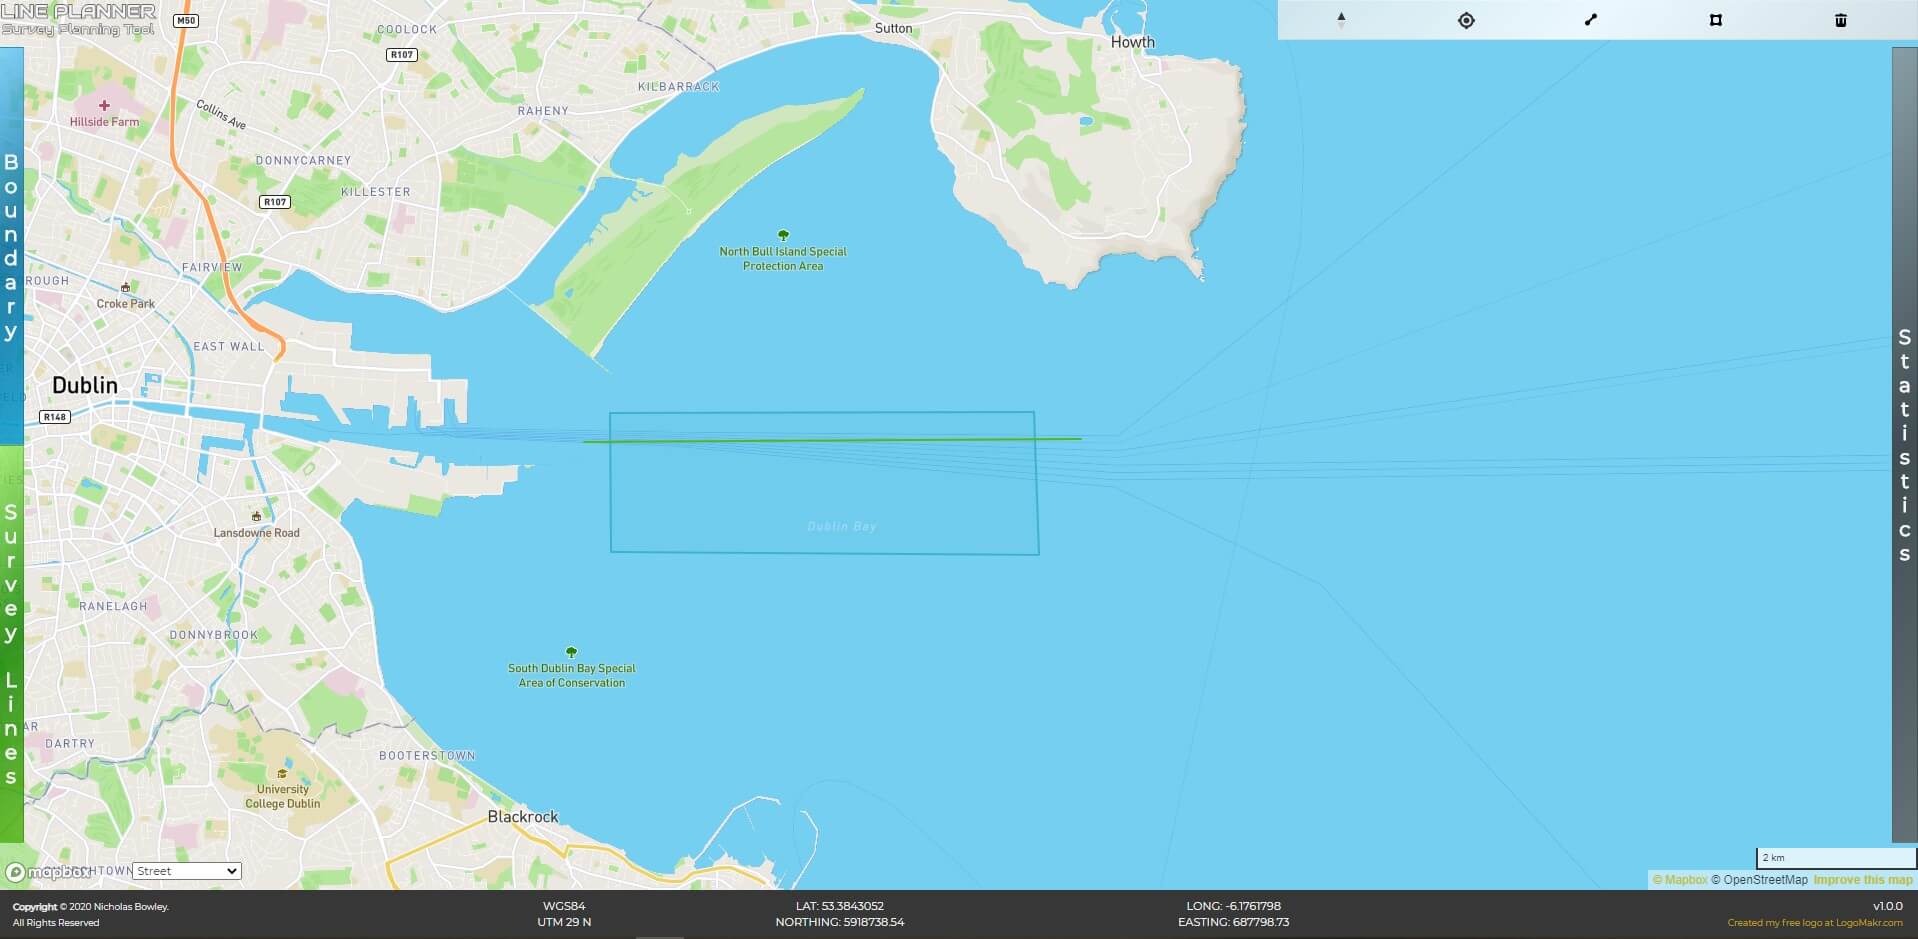 LINE PLANNER
Survey Planning Tool
M50
COOLOCK
Sutton
Howth
R107
KILBARRACK
Hillside Farm
Collins Ave
RAHENY
DONNYCARNEY
KILLESTER
R107
North Bull Island Special
Protection Area
FAIRVIEW
Croke Park
EAST WALL
Dublin
R148
Boundary
Survey Lines
Statistics
Lansdowne Road
Dublin Bay
RANELAGH
DONNYBROOK
South Dublin Bay Special
Area of Conservation
DARTRY
BOOTERSTOWN
University
College Dublin
Blackrock
mapbox
Street
2 km
© Mapbox © OpenStreetMap Improve this map
Copyright © 2020 Nicholas Bowley.
All Rights Reserved
WGS84
UTM 29 N
LAT: 53.3843052
NORTHING: 5918738.54
LONG: -6.1761798
EASTING: 687798.73
v1.0.0
Created my free logo at LogoMakr.com